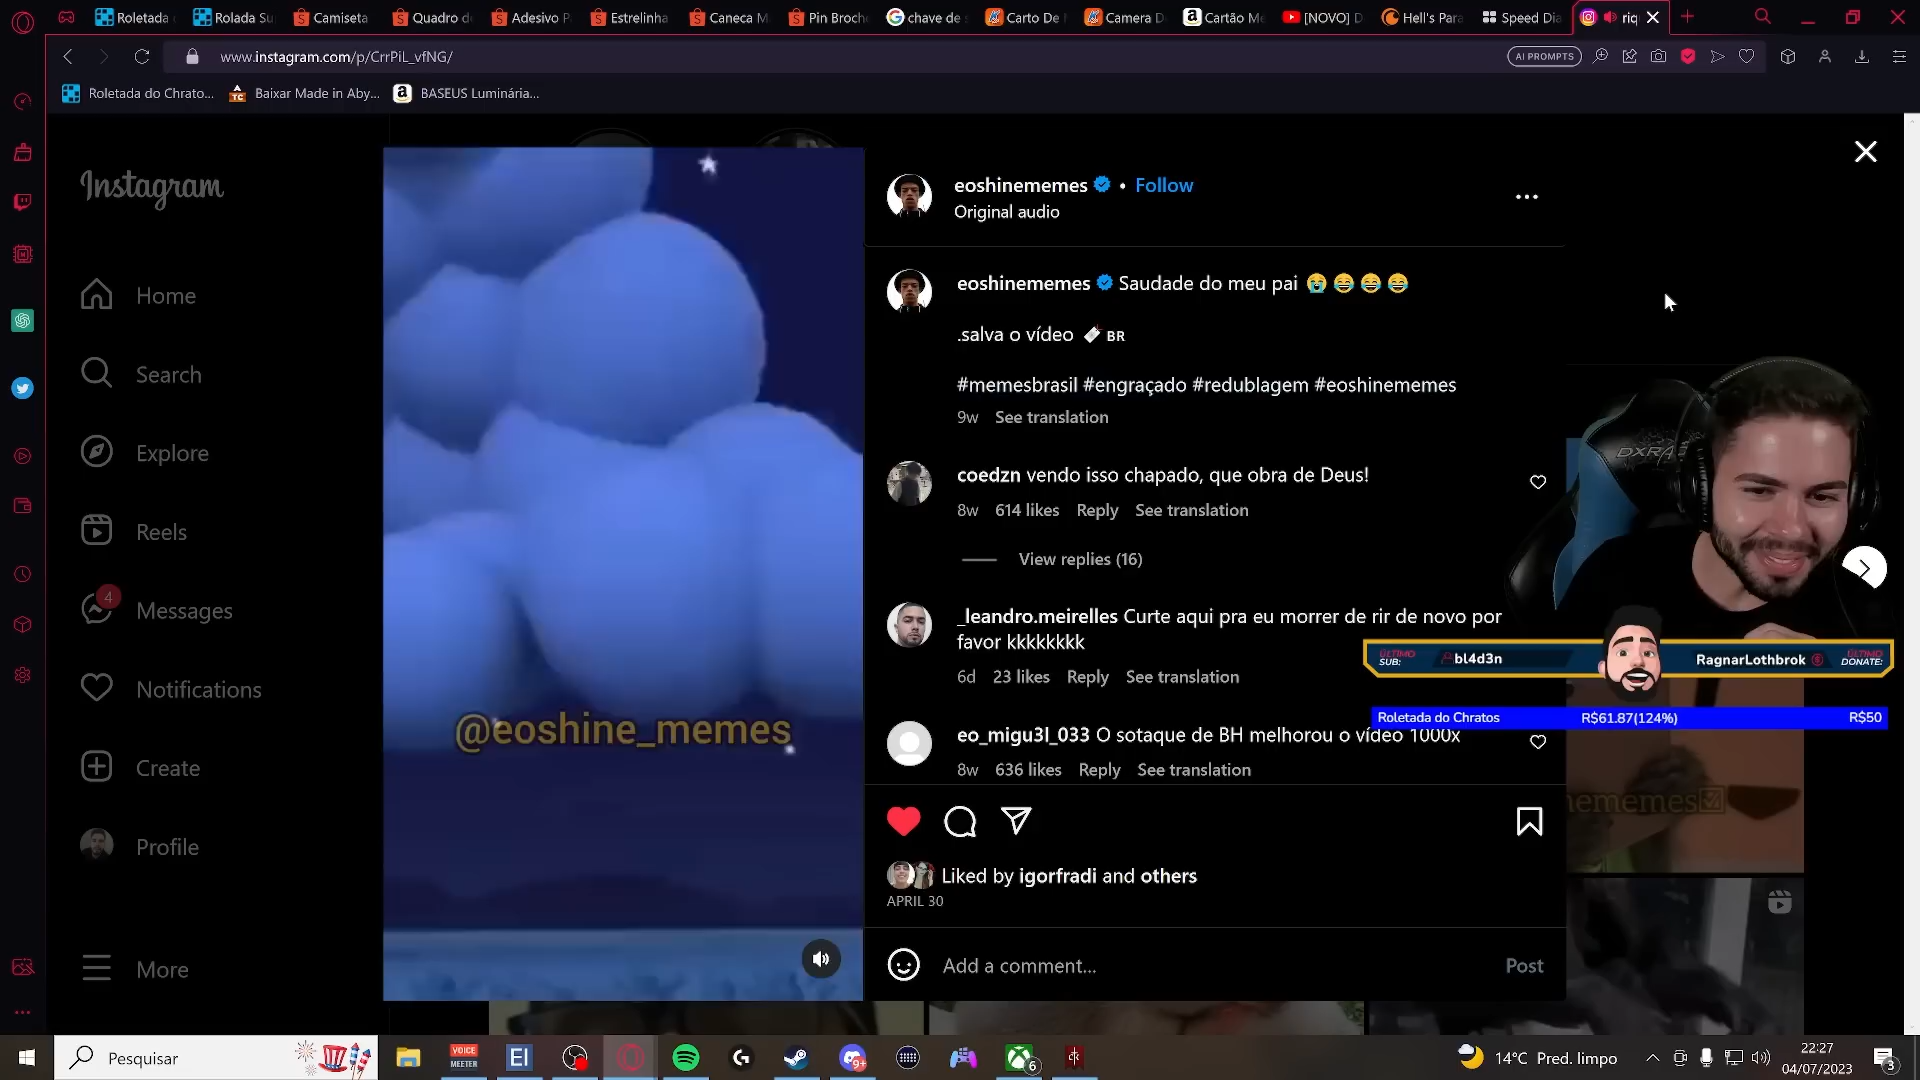 Roletada
Rolada Su
Camiseta
Quadro d
Adesivo P
Estrelinha
Caneca M
Pin Broch
chave de
Carto De
Camera D
Cartão Me
[NOVO] D
Hell's Para
Speed Dia
riq
www.instagram.com/p/CrrPiL_vfNG/
AI PROMPTS
Roletada do Chrato...
Baixar Made in Aby...
BASEUS Luminária...
Instagram
Home
Search
Explore
Reels
4
Messages
Notifications
Create
Profile
More
@eoshine_memes
eoshinememes • Follow
Original audio
eoshinememes Saudade do meu pai 😭😂😂😂
.salva o vídeo BR
#memesbrasil #engraçado #redublagem #eoshinememes
9w See translation
coedzn vendo isso chapado, que obra de Deus!
8w 614 likes Reply See translation
View replies (16)
_leandro.meirelles Curte aqui pra eu morrer de rir de novo por
favor kkkkkkkk
6d 23 likes Reply See translation
eo_migu3l_033 O sotaque de BH melhorou o vídeo 1000x
8w 636 likes Reply See translation
Liked by igorfradi and others
APRIL 30
Add a comment...
Post
DXRA
ÚLTIMO SUB: bl4d3n
RagnarLothbrok ÚLTIMO DONATE:
Roletada do Chratos R$61.87(124%) R$50
Pesquisar
VOICE
MEETER
EI
9+
6
14°C Pred. limpo
22:27
04/07/2023
3